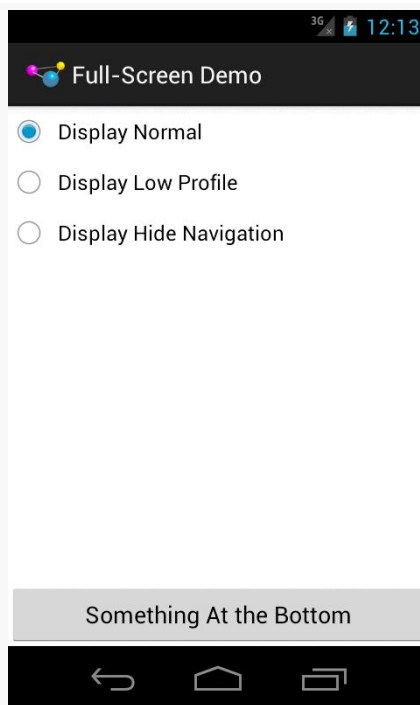 3G 12:13
Full-Screen Demo
Display Normal
Display Low Profile
Display Hide Navigation
Something At the Bottom